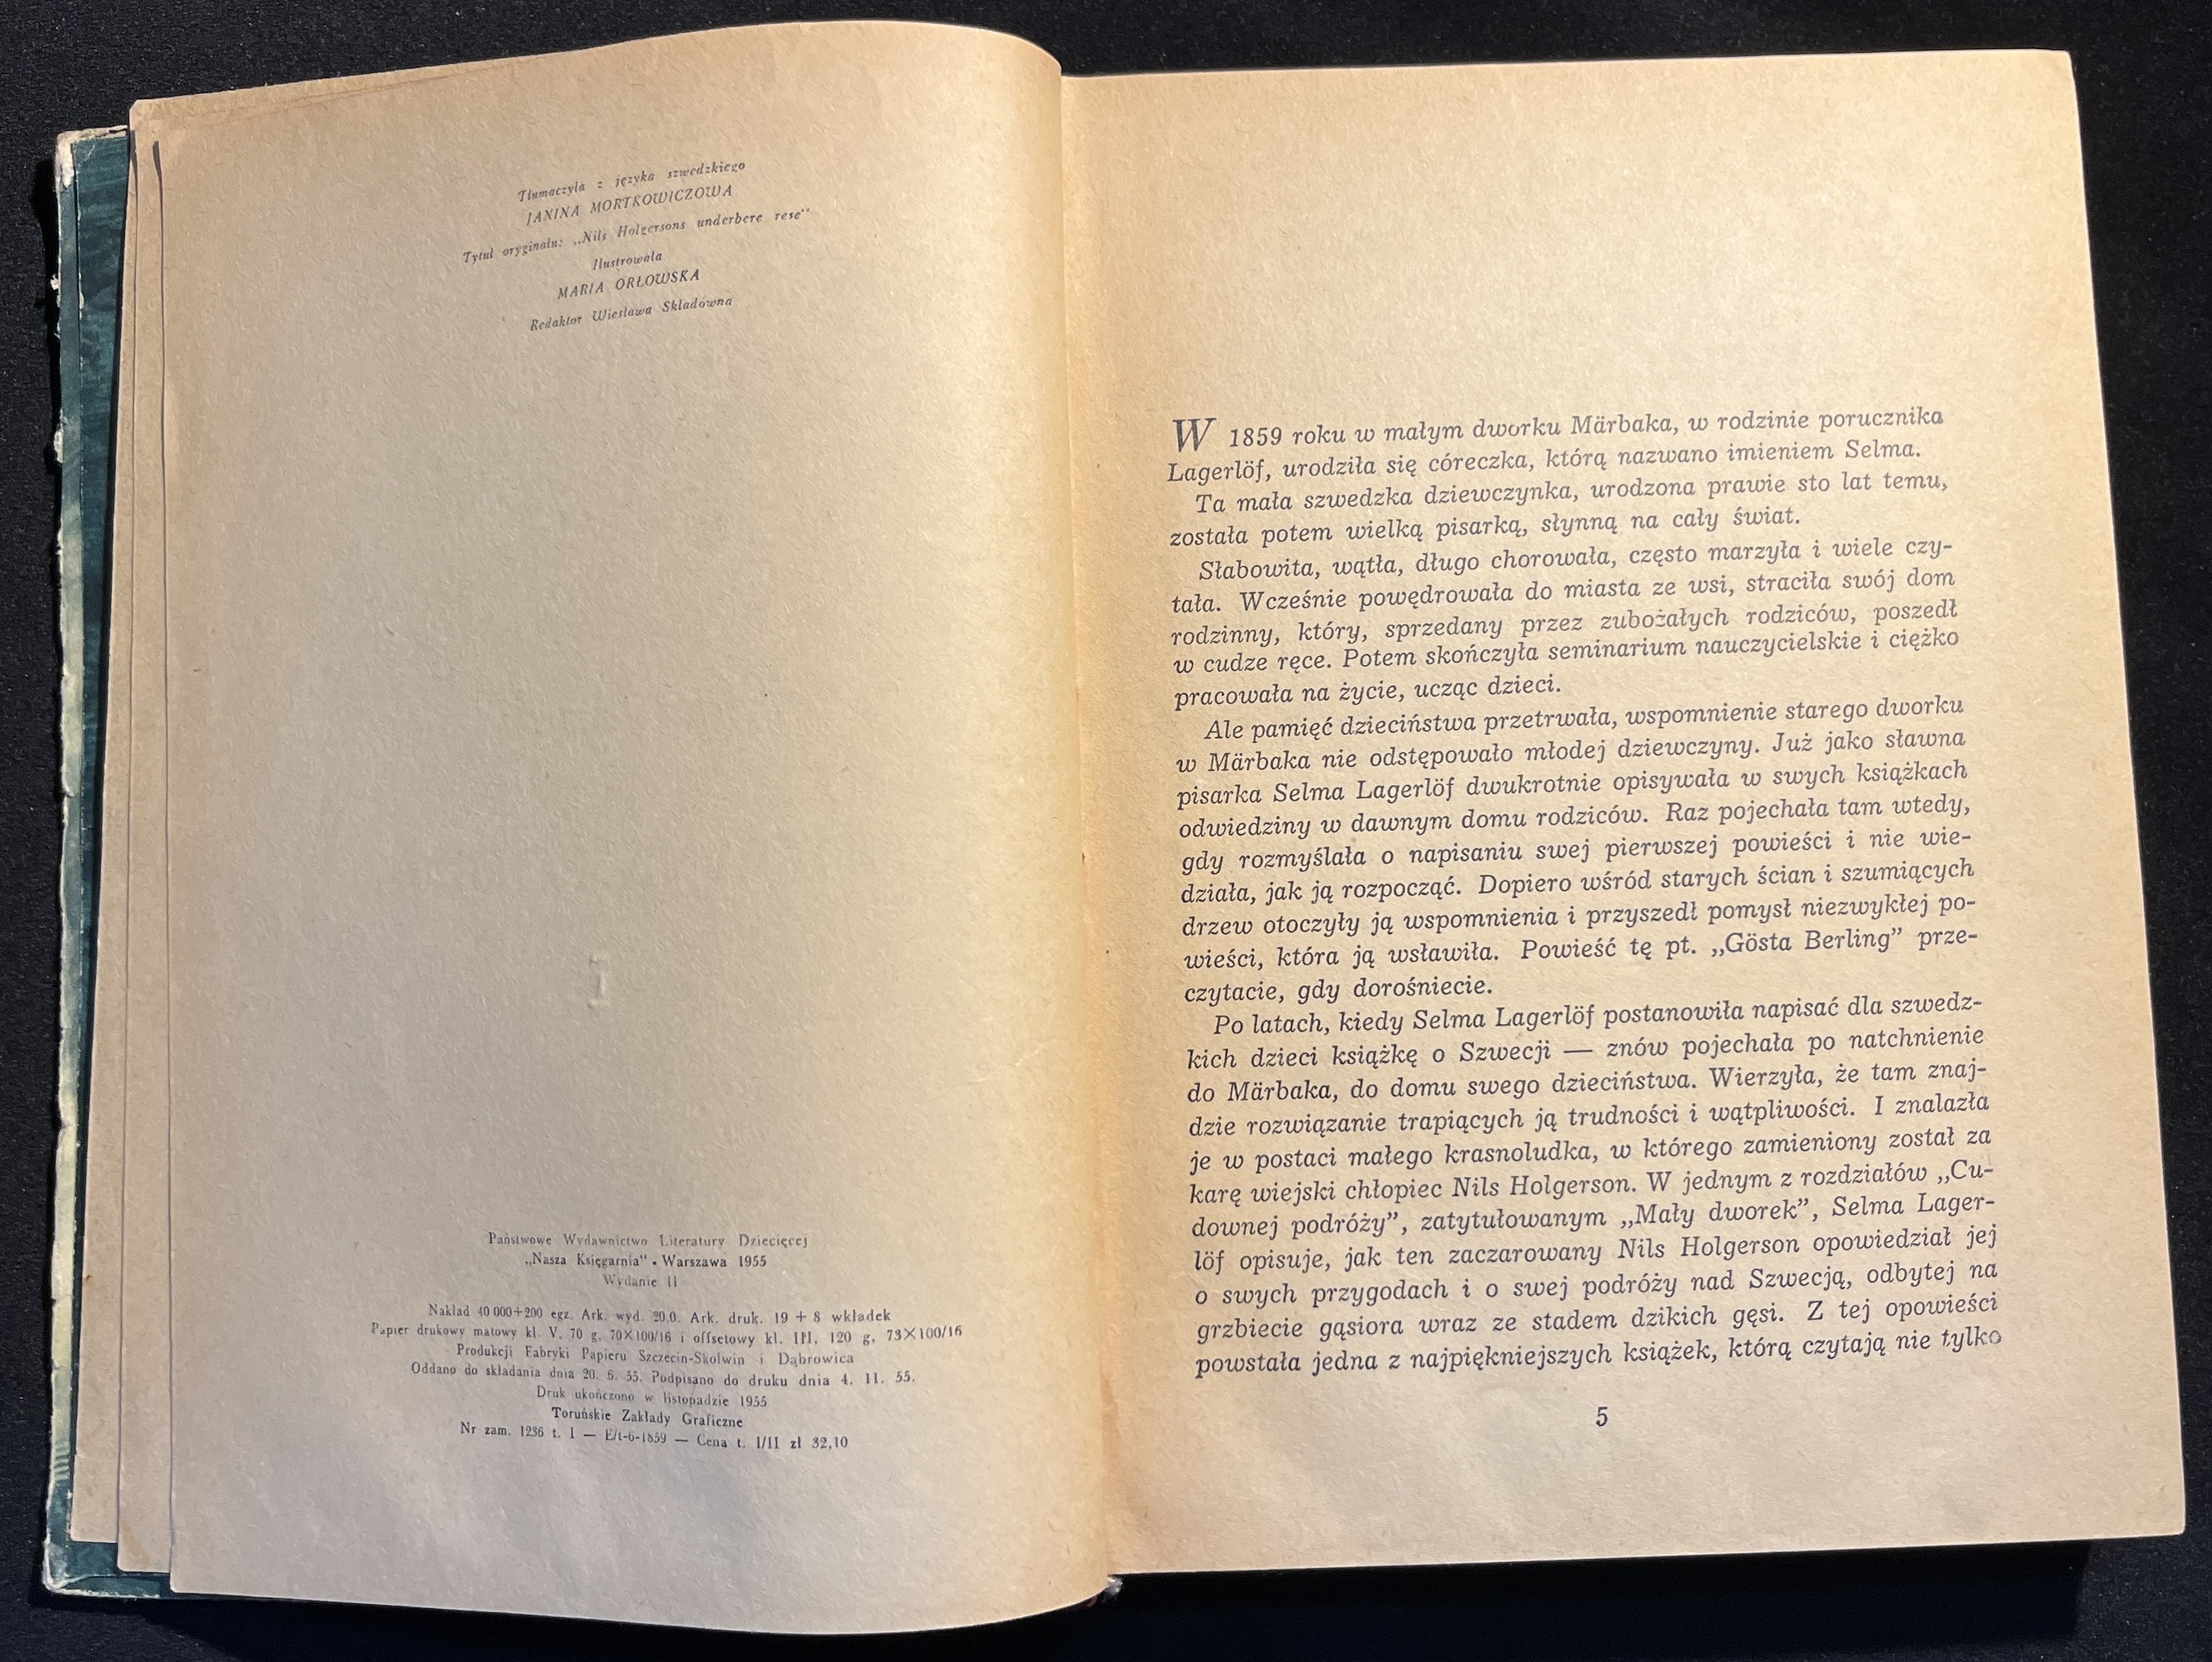 Tłumaczyła z języka szwedzkiego
JANINA MORTKOWICZOWA
Tytuł oryginału: „Nils Holgersons underbere rese"
Ilustrowała
MARIA ORŁOWSKA
Redaktor Wiesława Składówna
Państwowe Wydawnictwo Literatury Dziecięcej
„Nasza Księgarnia" • Warszawa 1955
Wydanie II
Nakład 40 000+200 egz. Ark. wyd. 20.0. Ark. druk. 19 + 8 wkładek
Papier drukowy matowy kl. V, 70 g, 70×100/16 i offsetowy kl. III, 120 g, 73×100/16
Produkcji Fabryki Papieru Szczecin-Skolwin i Dąbrowica
Oddano do składania dnia 20. 6. 55. Podpisano do druku dnia 4. 11. 55.
Druk ukończono w listopadzie 1955
Toruńskie Zakłady Graficzne
Nr zam. 1236 t. I — E/t-6-1859 — Cena t. I/II zł 32,10
W 1859 roku w małym dworku Märbaka, w rodzinie porucznika
Lagerlöf, urodziła się córeczka, którą nazwano imieniem Selma.
Ta mała szwedzka dziewczynka, urodzona prawie sto lat temu,
została potem wielką pisarką, słynną na cały świat.
Słabowita, wątła, długo chorowała, często marzyła i wiele czy-
tała. Wcześnie powędrowała do miasta ze wsi, straciła swój dom
rodzinny, który, sprzedany przez zubożałych rodziców, poszedł
w cudze ręce. Potem skończyła seminarium nauczycielskie i ciężko
pracowała na życie, ucząc dzieci.
Ale pamięć dzieciństwa przetrwała, wspomnienie starego dworku
w Märbaka nie odstępowało młodej dziewczyny. Już jako sławna
pisarka Selma Lagerlöf dwukrotnie opisywała w swych książkach
odwiedziny w dawnym domu rodziców. Raz pojechała tam wtedy,
gdy rozmyślała o napisaniu swej pierwszej powieści i nie wie-
działa, jak ją rozpocząć. Dopiero wśród starych ścian i szumiących
drzew otoczyły ją wspomnienia i przyszedł pomysł niezwykłej po-
wieści, która ją wsławiła. Powieść tę pt. „Gösta Berling” prze-
czytacie, gdy dorośniecie.
Po latach, kiedy Selma Lagerlöf postanowiła napisać dla szwedz-
kich dzieci książkę o Szwecji — znów pojechała po natchnienie
do Märbaka, do domu swego dzieciństwa. Wierzyła, że tam znaj-
dzie rozwiązanie trapiących ją trudności i wątpliwości. I znalazła
je w postaci małego krasnoludka, w którego zamieniony został za
karę wiejski chłopiec Nils Holgerson. W jednym z rozdziałów „Cu-
downej podróży”, zatytułowanym „Mały dworek”, Selma Lager-
löf opisuje, jak ten zaczarowany Nils Holgerson opowiedział jej
o swych przygodach i o swej podróży nad Szwecją, odbytej na
grzbiecie gąsiora wraz ze stadem dzikich gęsi. Z tej opowieści
powstała jedna z najpiękniejszych książek, którą czytają nie tylko
5